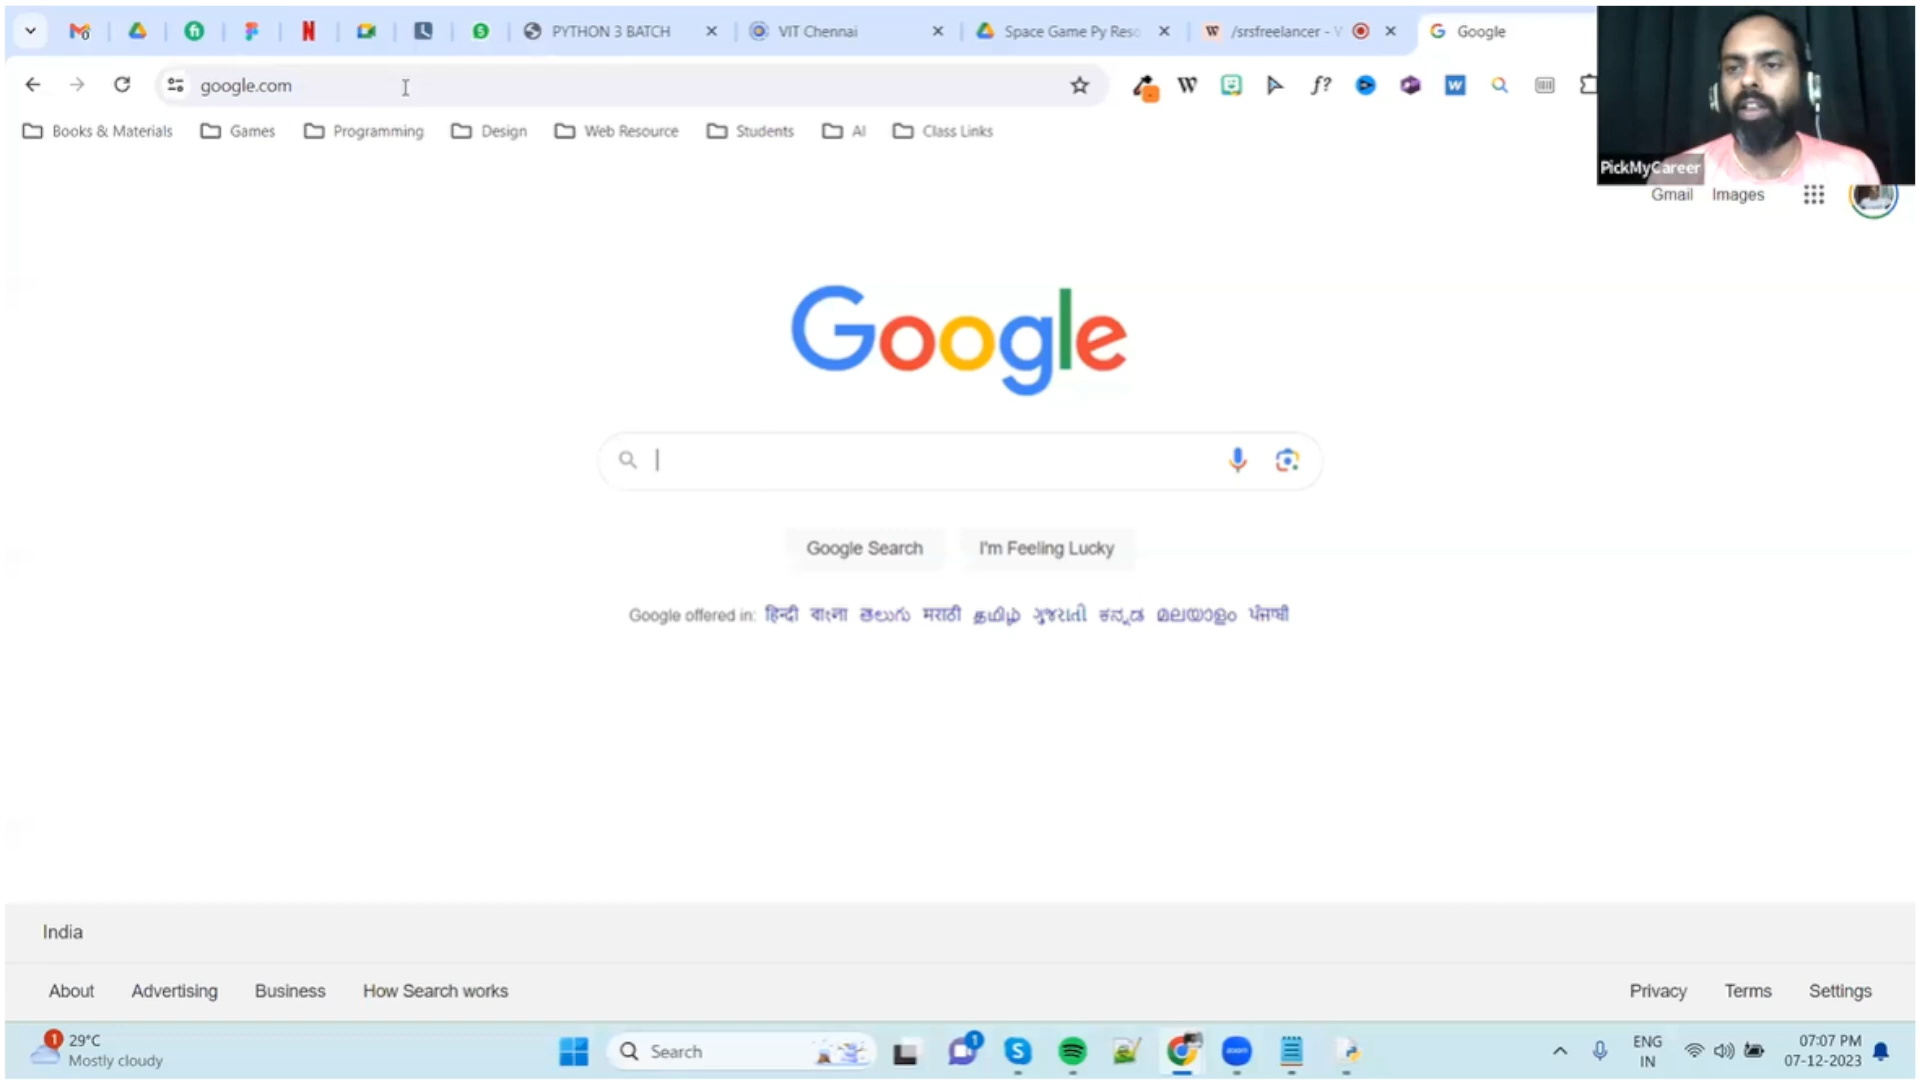 PYTHON 3 BATCH
VIT Chennai
Space Game Py Reso
/srsfreelancer - V
Google
google.com
W
f?
W
Books & Materials
Games
Programming
Design
Web Resource
Students
AI
Class Links
PickMyCareer
Gmail
Images
Google
Google Search
I'm Feeling Lucky
Google offered in: हिन्दी বাংলা తెలుగు मराठी தமிழ் ગુજરાતી ಕನ್ನಡ മലയാളം ਪੰਜਾਬੀ
India
About
Advertising
Business
How Search works
Privacy
Terms
Settings
1
29°C
Mostly cloudy
Search
1
zoom
ENG
IN
07:07 PM
07-12-2023